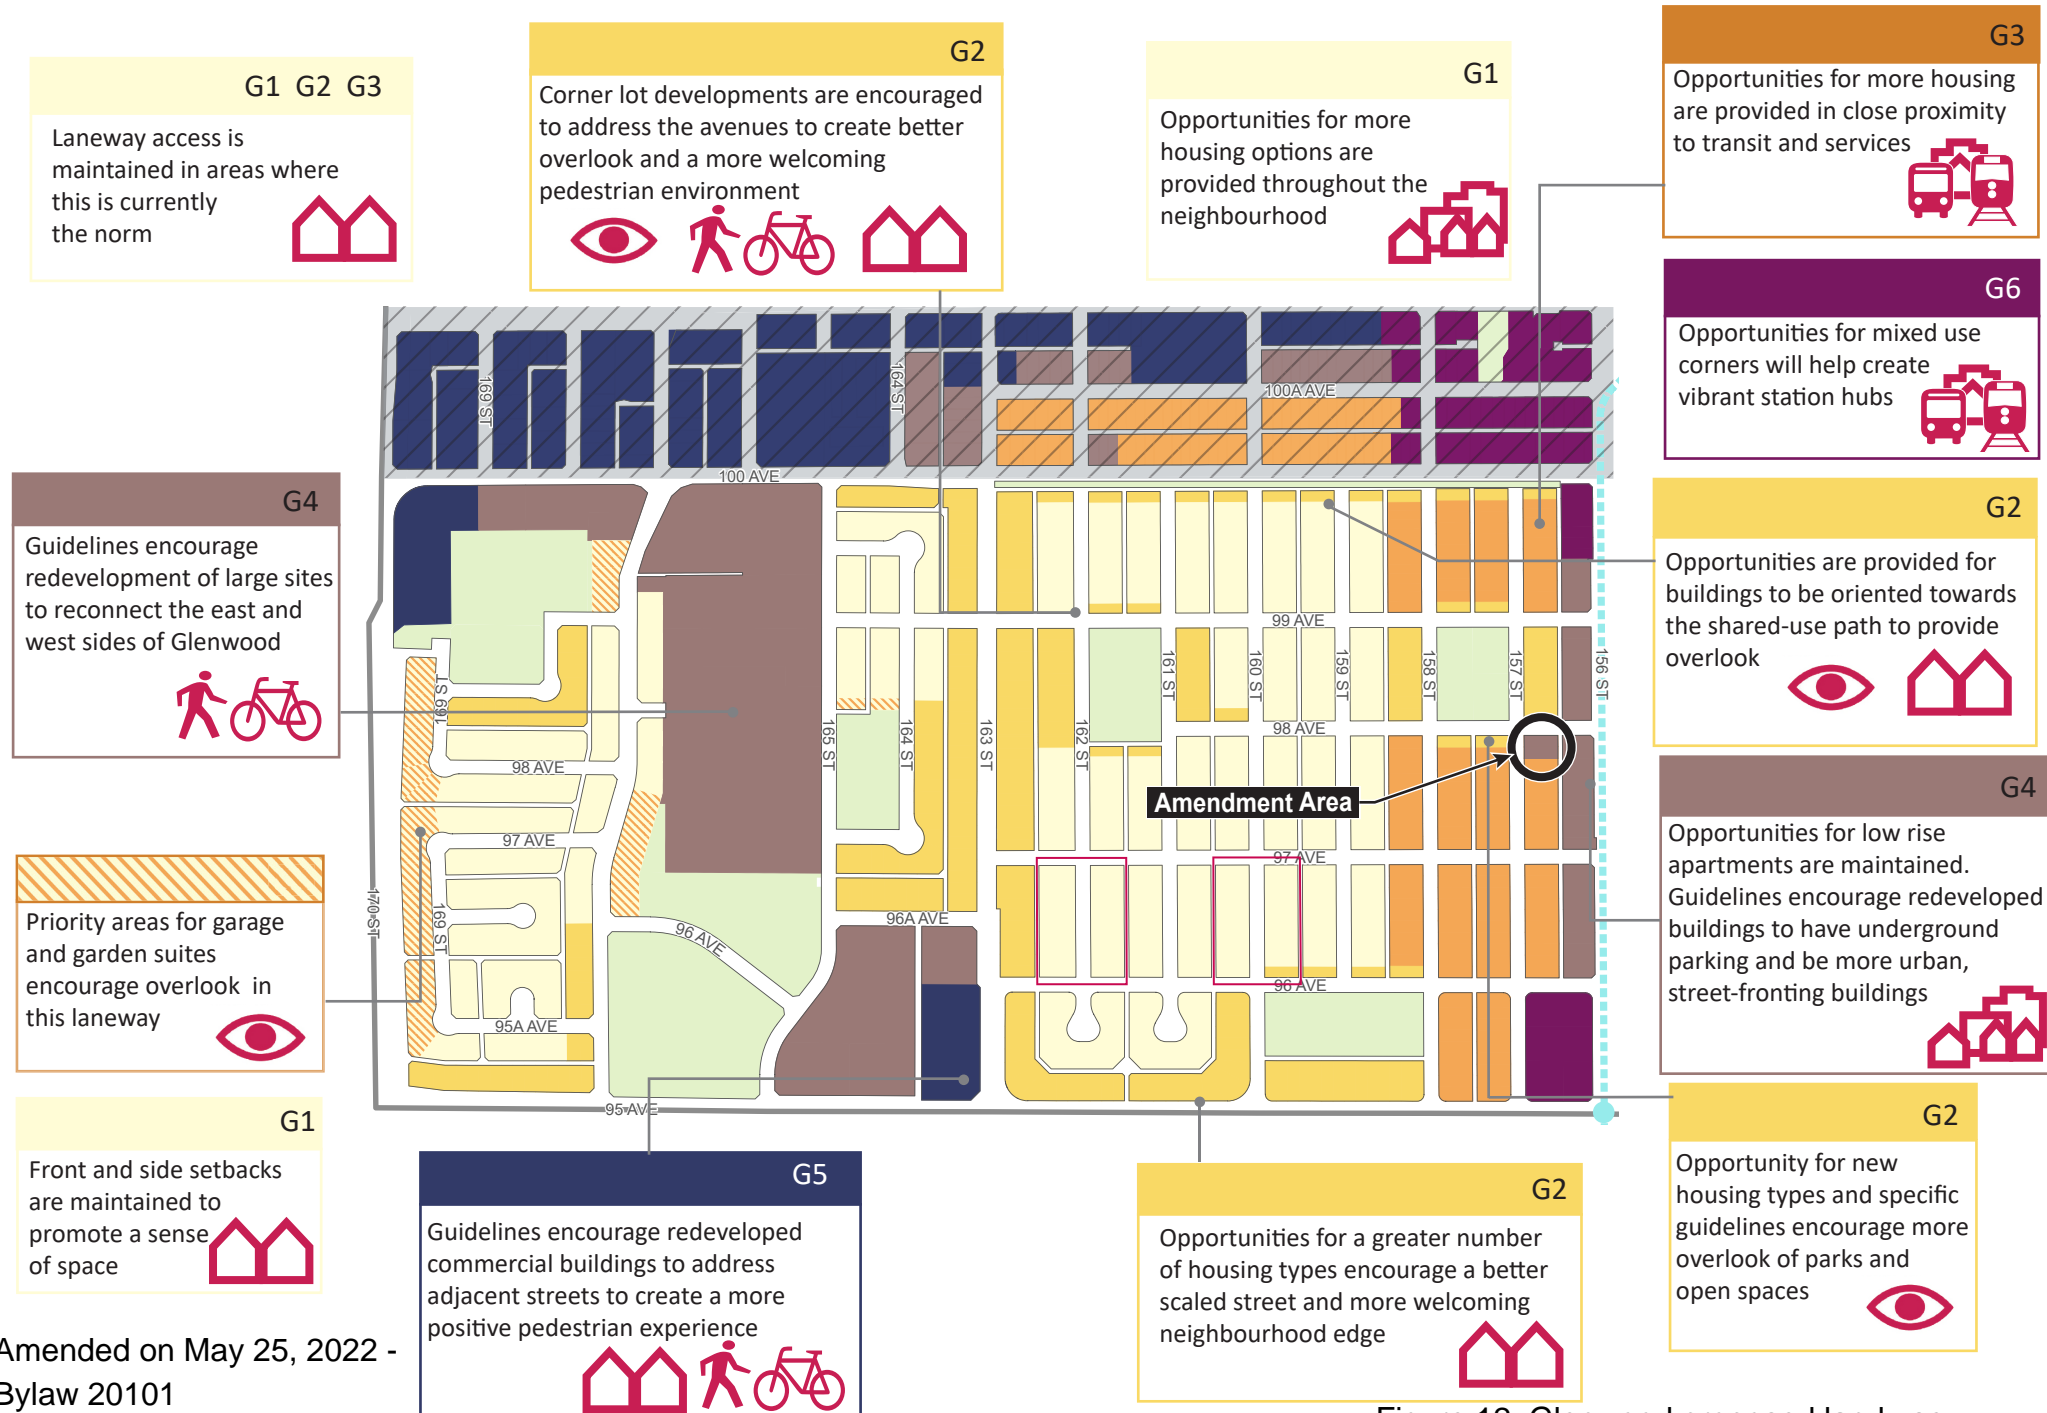 G1 G2 G3
Laneway access is
maintained in areas where
this is currently
the norm
G2
Corner lot developments are encouraged
to address the avenues to create better
overlook and a more welcoming
pedestrian environment
G1
Opportunities for more
housing options are
provided throughout the
neighbourhood
G3
Opportunities for more housing
are provided in close proximity
to transit and services
G6
Opportunities for mixed use
corners will help create
vibrant station hubs
G4
Guidelines encourage
redevelopment of large sites
to reconnect the east and
west sides of Glenwood
G2
Opportunities are provided for
buildings to be oriented towards
the shared-use path to provide
overlook
Priority areas for garage
and garden suites
encourage overlook in
this laneway
G4
Opportunities for low rise
apartments are maintained.
Guidelines encourage redeveloped
buildings to have underground
parking and be more urban,
street-fronting buildings
G1
Front and side setbacks
are maintained to
promote a sense
of space
G5
Guidelines encourage redeveloped
commercial buildings to address
adjacent streets to create a more
positive pedestrian experience
G2
Opportunities for a greater number
of housing types encourage a better
scaled street and more welcoming
neighbourhood edge
G2
Opportunity for new
housing types and specific
guidelines encourage more
overlook of parks and
open spaces
169 ST
164 ST
100A AVE
100 AVE
99 AVE
169 ST
165 ST
164 ST
163 ST
162 ST
161 ST
160 ST
159 ST
158 ST
157 ST
156 ST
98 AVE
98 AVE
Amendment Area
97 AVE
97 AVE
170 ST
169 ST
96A AVE
96 AVE
96 AVE
95A AVE
95 AVE
Amended on May 25, 2022 -
Bylaw 20101